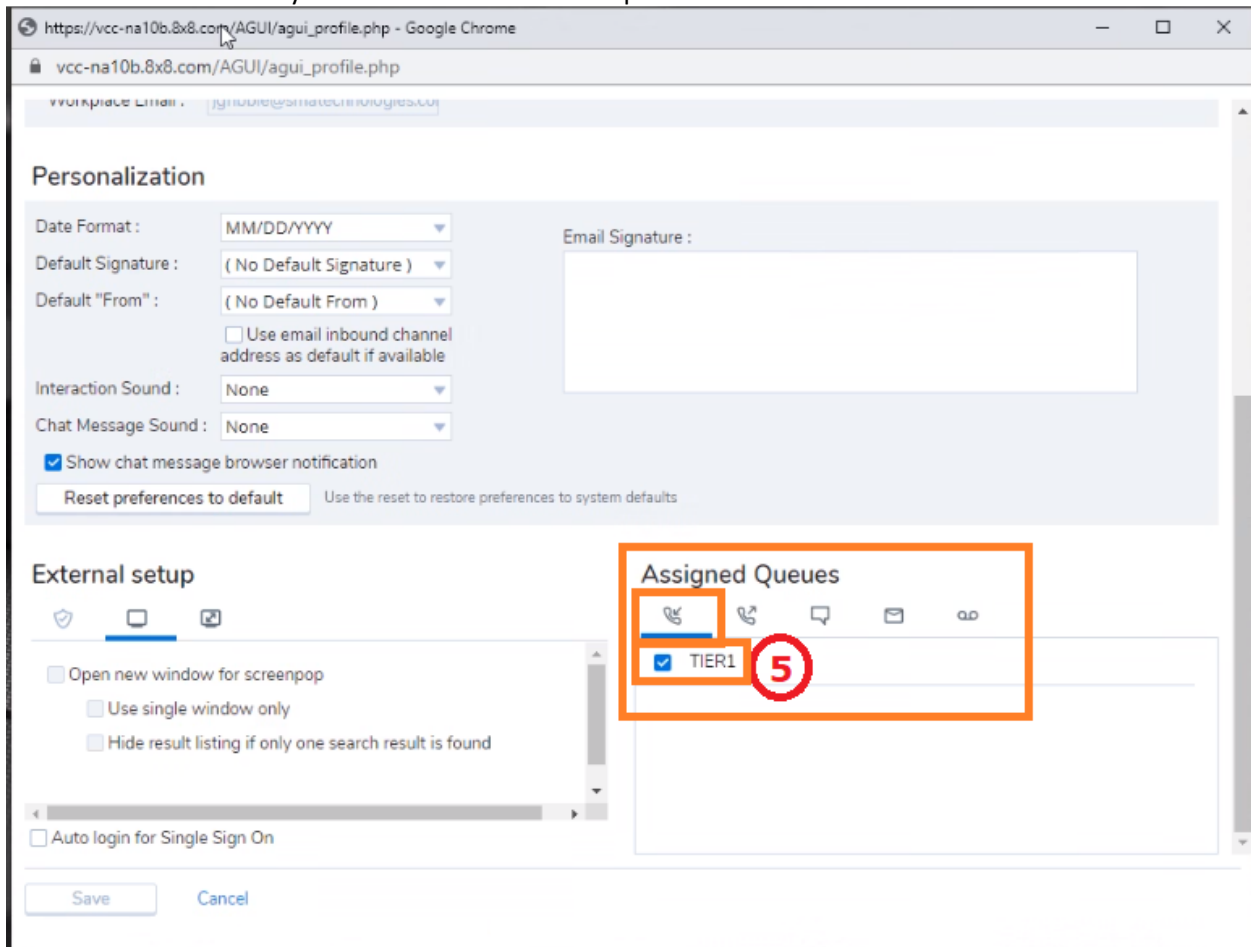 https://vcc-na10b.8x8.com/AGUI/agui_profile.php - Google Chrome
vcc-na10b.8x8.com/AGUI/agui_profile.php
Workplace Email :
Personalization
Date Format : MM/DD/YYYY
Email Signature :
Default Signature : ( No Default Signature )
Default "From" : ( No Default From )
Use email inbound channel
address as default if available
Interaction Sound : None
Chat Message Sound : None
Show chat message browser notification
Reset preferences to default Use the reset to restore preferences to system defaults
External setup
Assigned Queues
TIER1
5
Open new window for screenpop
Use single window only
Hide result listing if only one search result is found
Auto login for Single Sign On
Save Cancel